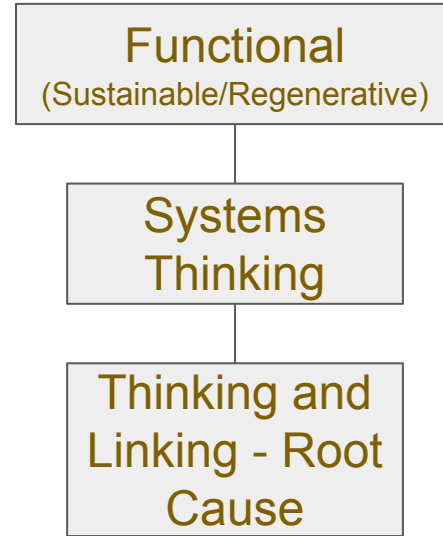 Functional
(Sustainable/Regenerative)
Systems
Thinking
Thinking and
Linking - Root
Cause